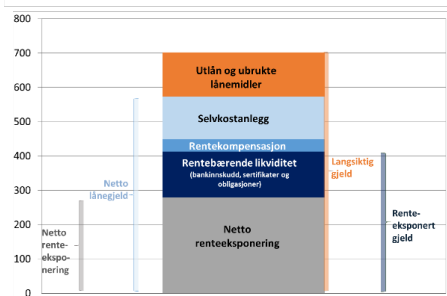 800
700
600
500
400
300
200
100
0
Utlån og ubrukte
lånemidler
Selvkostanlegg
Rentekompensasjon
Rentebærende likviditet
(bankinnskudd, sertifikater og
obligasjoner)
Netto
renteeksponering
Netto
lånegjeld
Netto
rente-
ekspo-
nering
Langsiktig
gjeld
Rente-
eksponert
gjeld